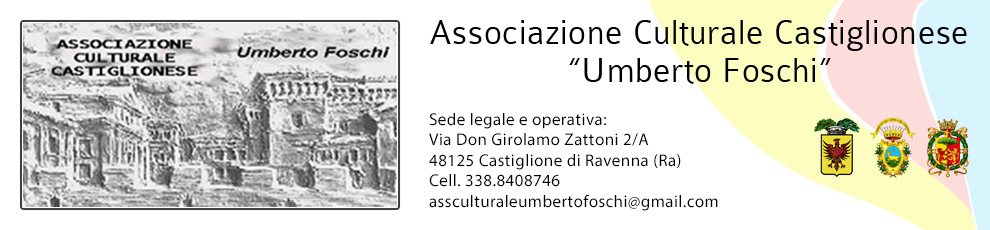 ASSOCIAZIONE
CULTURALE
CASTIGLIONESE
Umberto Foschi
Associazione Culturale Castiglionese
“Umberto Foschi”
Sede legale e operativa:
Via Don Girolamo Zattoni 2/A
48125 Castiglione di Ravenna (Ra)
Cell. 338.8408746
assculturaleumbertofoschi@gmail.com